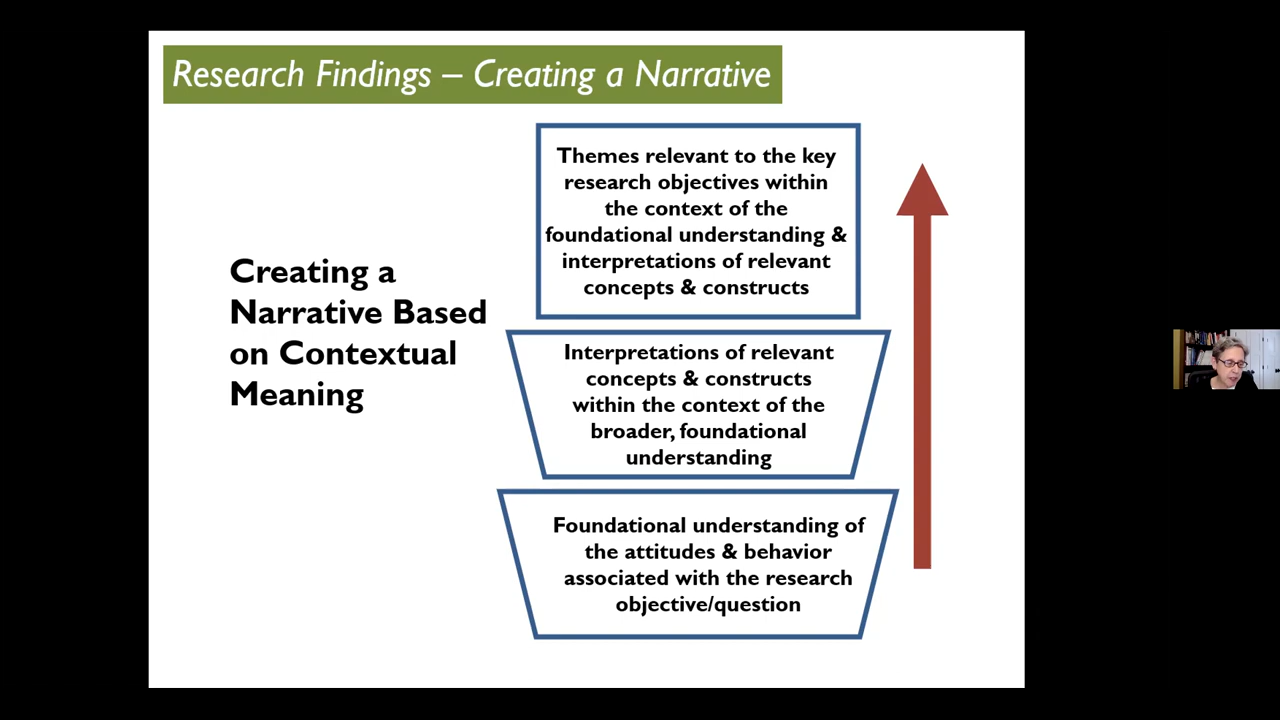 Research Findings – Creating a Narrative
Creating a
Narrative Based
on Contextual
Meaning
Themes relevant to the key
research objectives within
the context of the
foundational understanding &
interpretations of relevant
concepts & constructs
Interpretations of relevant
concepts & constructs
within the context of the
broader, foundational
understanding
Foundational understanding of
the attitudes & behavior
associated with the research
objective/question